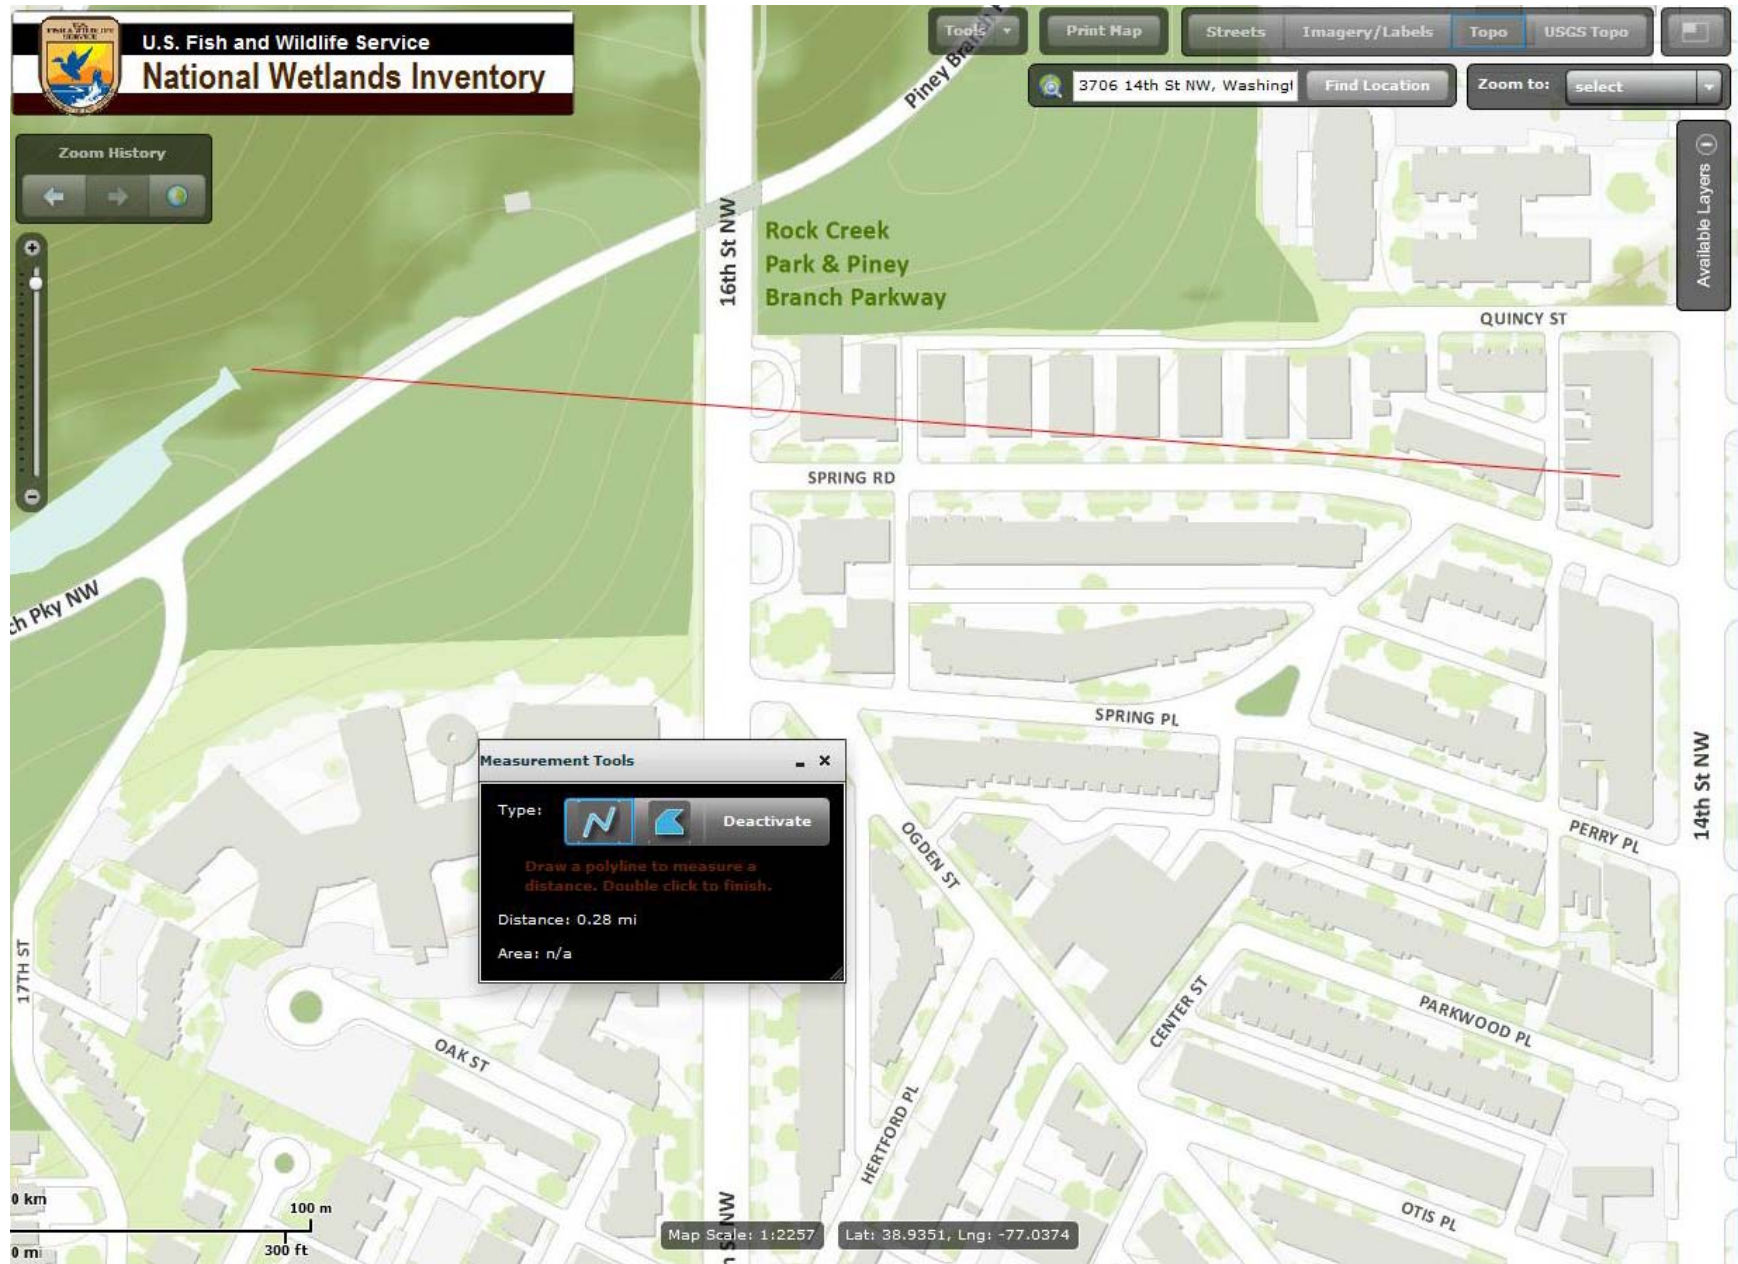 U.S.
FISH & WILDLIFE
SERVICE
U.S. Fish and Wildlife Service
National Wetlands Inventory
Tools
Print Map
Streets
Imagery/Labels
Topo
USGS Topo
3706 14th St NW, Washingt
Find Location
Zoom to:
select
Zoom History
Available Layers
Piney Branch
16th St NW
Rock Creek
Park & Piney
Branch Parkway
QUINCY ST
SPRING RD
ch Pky NW
SPRING PL
14th St NW
PERRY PL
OGDEN ST
Measurement Tools
Type:
Deactivate
Draw a polyline to measure a
distance. Double click to finish.
Distance: 0.28 mi
Area: n/a
17TH ST
OAK ST
CENTER ST
PARKWOOD PL
HERTFORD PL
OTIS PL
0 km
100 m
0 mi
300 ft
h St NW
Map Scale: 1:2257
Lat: 38.9351, Lng: -77.0374